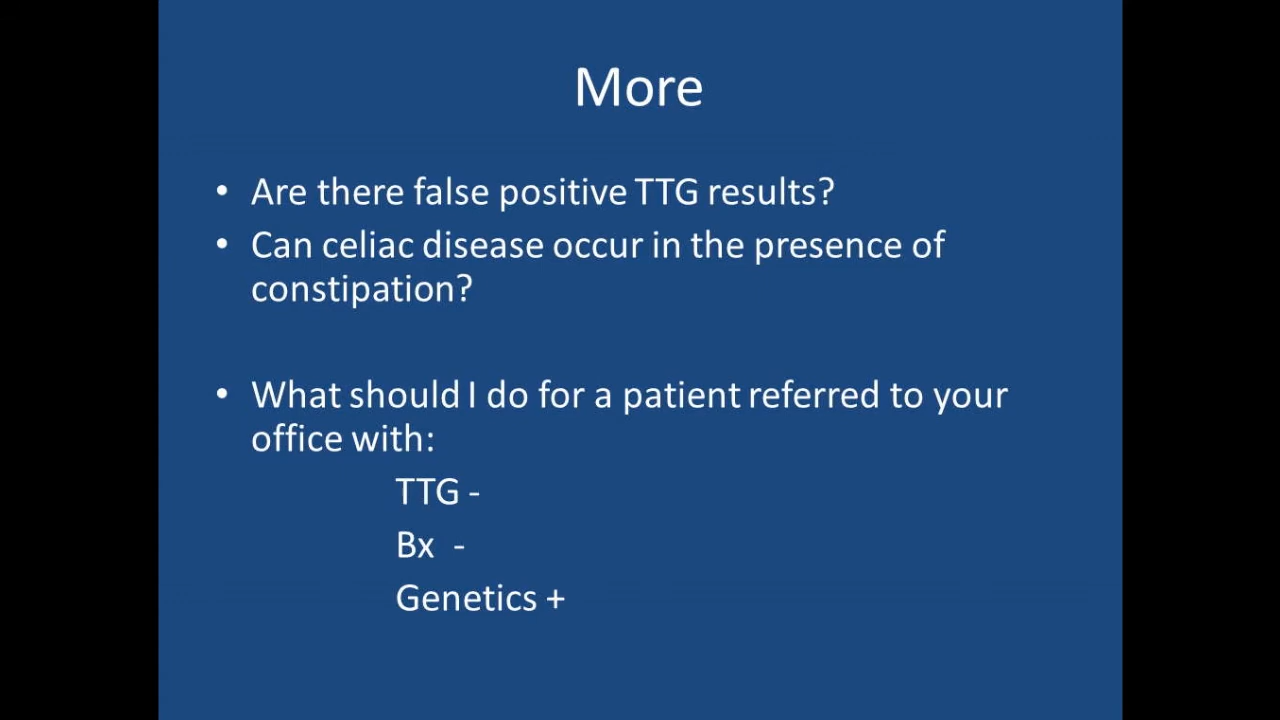 More
• Are there false positive TTG results?
• Can celiac disease occur in the presence of
constipation?
• What should I do for a patient referred to your
office with:
TTG -
Bx -
Genetics +